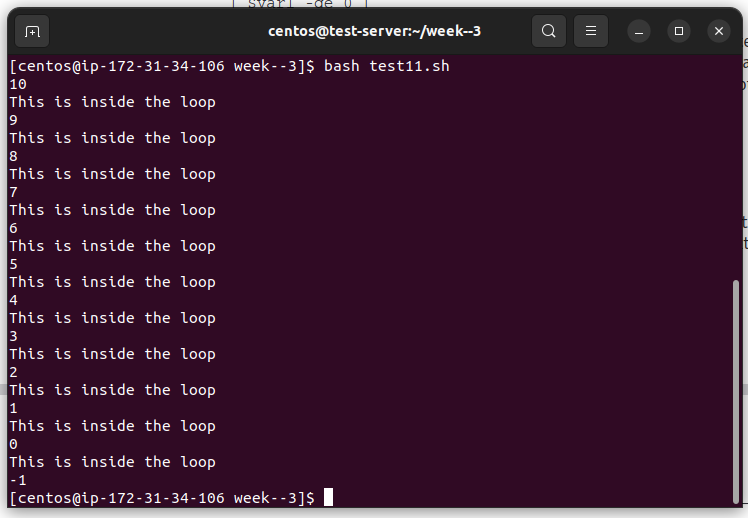 [ $var1 -ge 0 ]
centos@test-server:~/week--3
[centos@ip-172-31-34-106 week--3]$ bash test11.sh
10
This is inside the loop
9
This is inside the loop
8
This is inside the loop
7
This is inside the loop
6
This is inside the loop
5
This is inside the loop
4
This is inside the loop
3
This is inside the loop
2
This is inside the loop
1
This is inside the loop
0
This is inside the loop
-1
[centos@ip-172-31-34-106 week--3]$